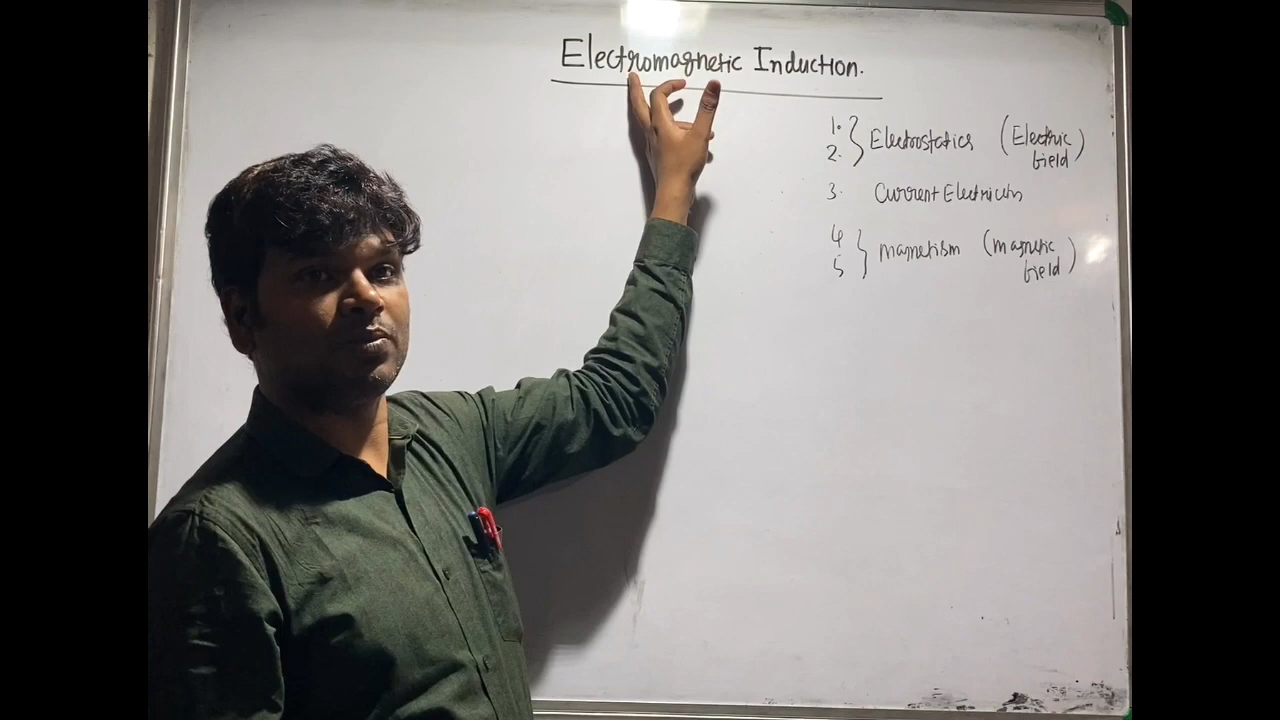 Electromagnetic Induction.
1.
2. } Electrostatics (Electric field)
3. Current Electricity
4
5 } magnetism (magnetic field)